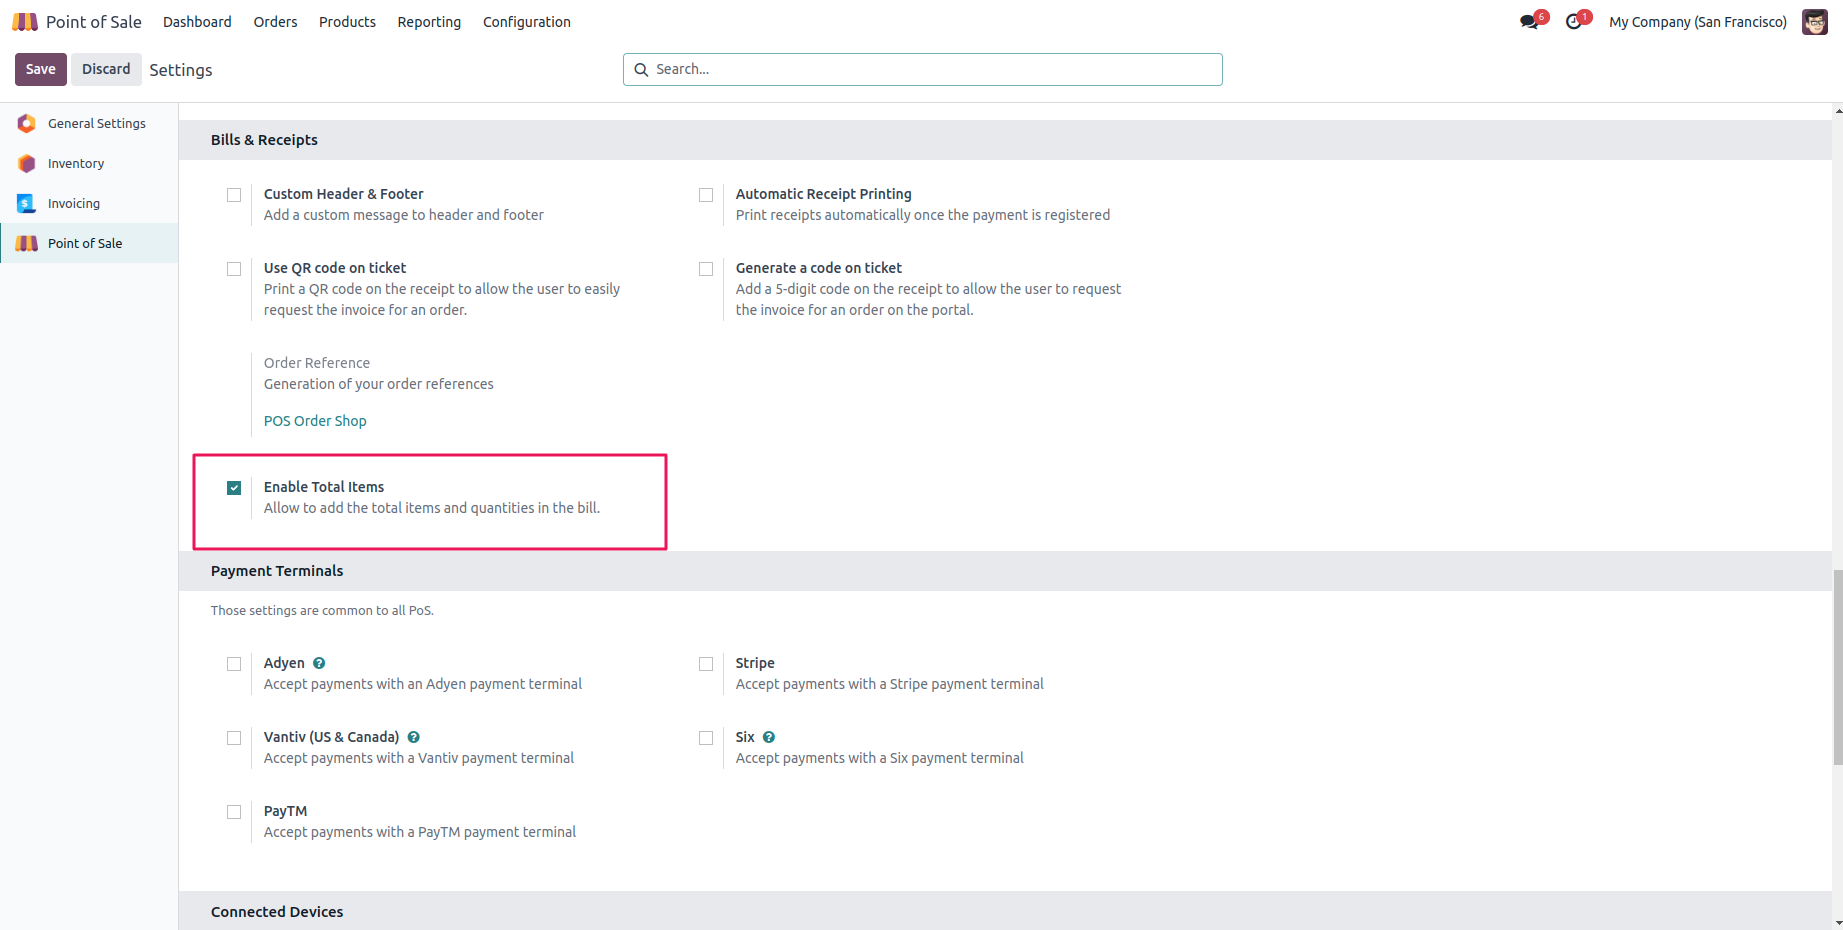 Point of Sale
Dashboard
Orders
Products
Reporting
Configuration
6
1
My Company (San Francisco)
Save
Discard
Settings
Search...
General Settings
Inventory
Invoicing
Point of Sale
Bills & Receipts
Custom Header & Footer
Add a custom message to header and footer
Automatic Receipt Printing
Print receipts automatically once the payment is registered
Use QR code on ticket
Print a QR code on the receipt to allow the user to easily
request the invoice for an order.
Generate a code on ticket
Add a 5-digit code on the receipt to allow the user to request
the invoice for an order on the portal.
Order Reference
Generation of your order references
POS Order Shop
Enable Total Items
Allow to add the total items and quantities in the bill.
Payment Terminals
Those settings are common to all PoS.
Adyen ?
Accept payments with an Adyen payment terminal
Stripe
Accept payments with a Stripe payment terminal
Vantiv (US & Canada) ?
Accept payments with a Vantiv payment terminal
Six ?
Accept payments with a Six payment terminal
PayTM
Accept payments with a PayTM payment terminal
Connected Devices